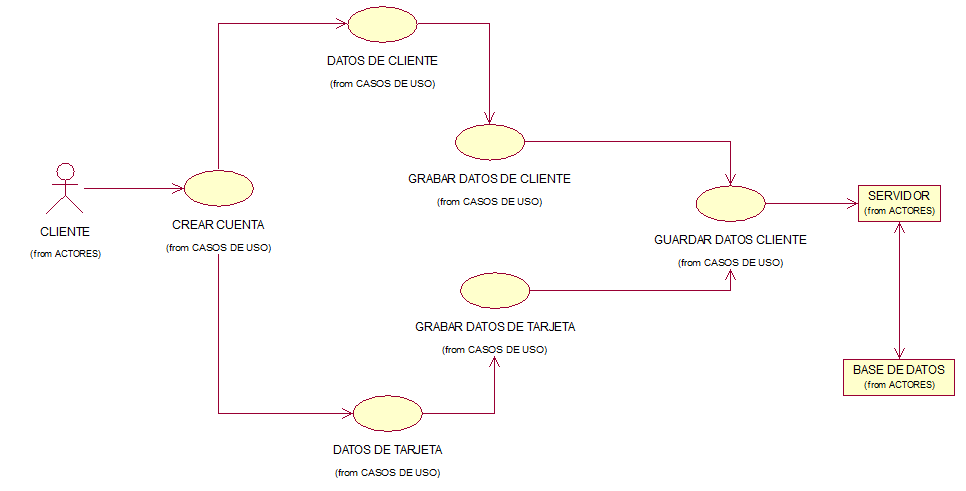 DATOS DE CLIENTE
(from CASOS DE USO)
GRABAR DATOS DE CLIENTE
(from CASOS DE USO)
CLIENTE
(from ACTORES)
CREAR CUENTA
(from CASOS DE USO)
GUARDAR DATOS CLIENTE
(from CASOS DE USO)
SERVIDOR
(from ACTORES)
GRABAR DATOS DE TARJETA
(from CASOS DE USO)
BASE DE DATOS
(from ACTORES)
DATOS DE TARJETA
(from CASOS DE USO)